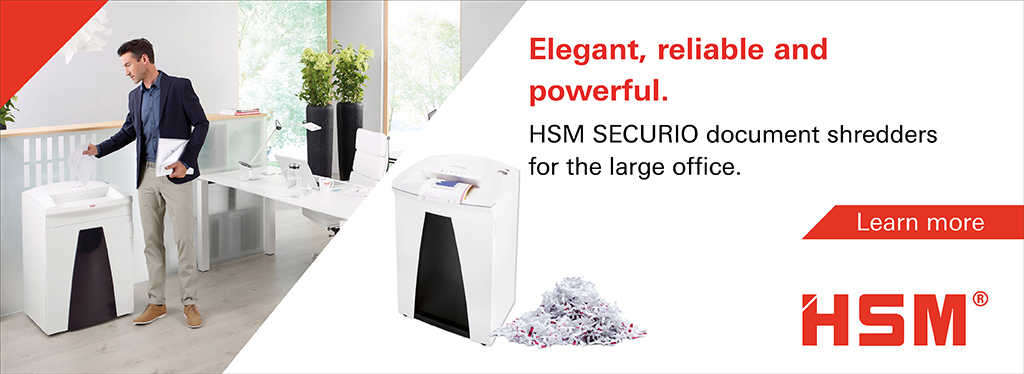 Elegant, reliable and
powerful.
HSM SECURIO document shredders
for the large office.
Learn more
HSM®